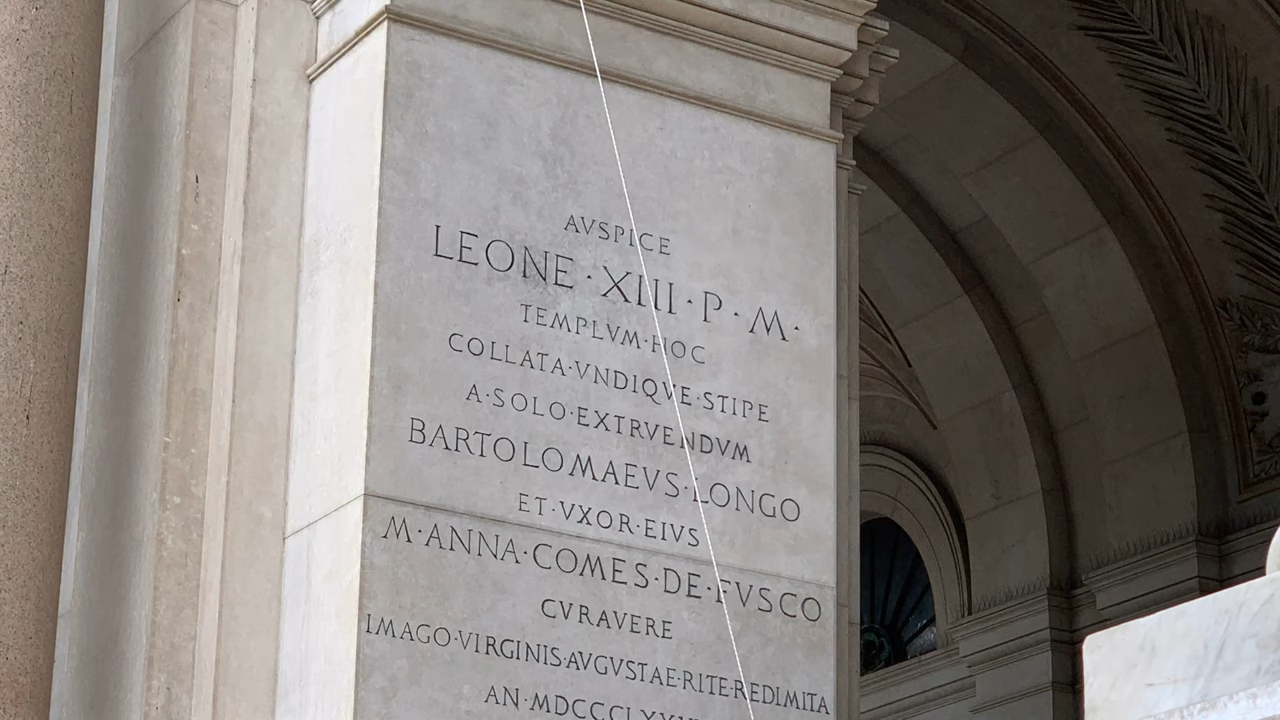 AVSPICE
LEONE · XIII · P · M ·
TEMPLVM · HOC
COLLATA · VNDIQVE · STIPE
A · SOLO · EXTRVENDVM
BARTOLOMAEVS · LONGO
ET · VXOR · EIVS
M · ANNA · COMES · DE · FVSCO
CVRAVERE
IMAGO · VIRGINIS · AVGVSTAE · RITE · REDIMITA
AN ·